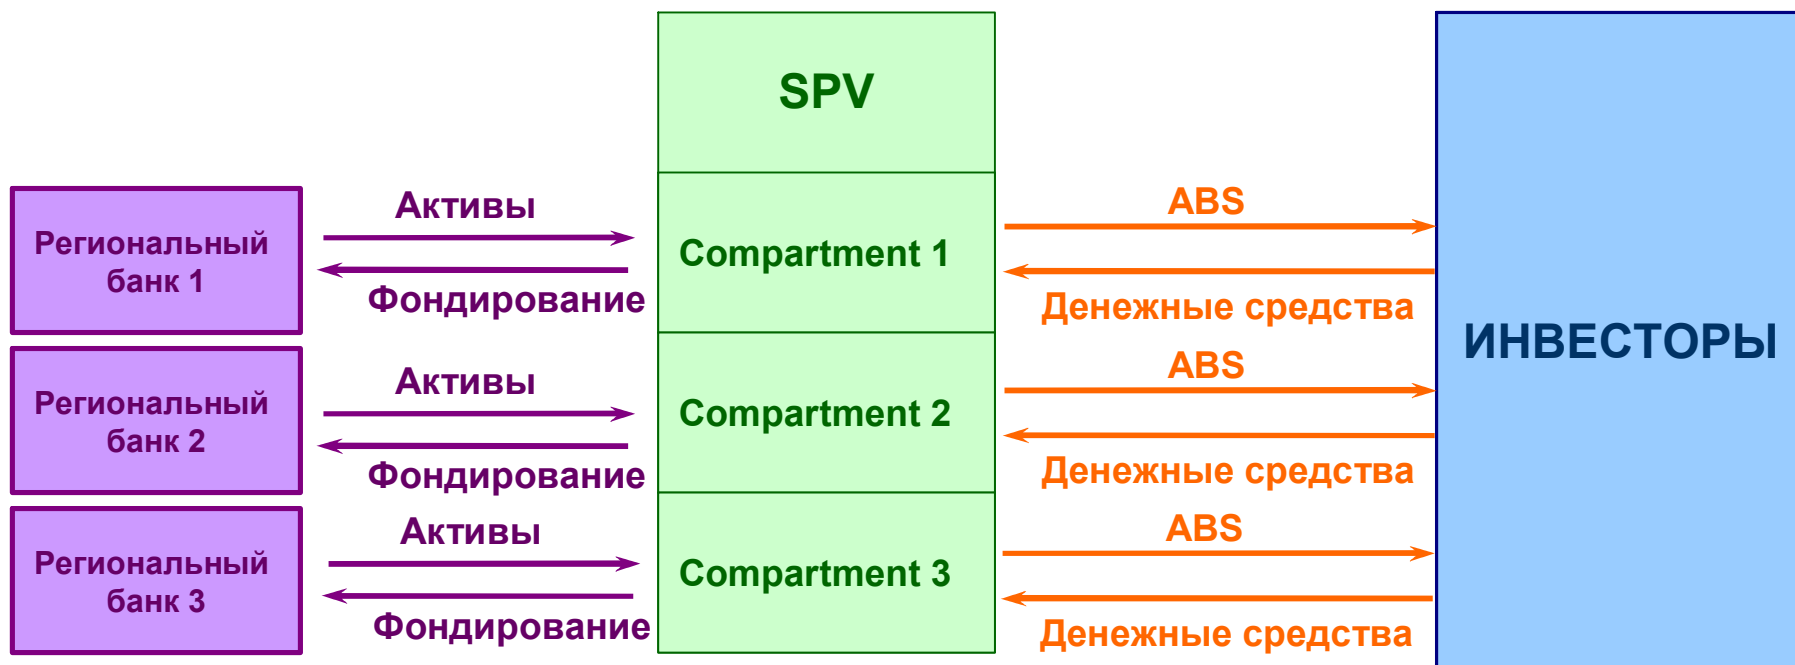 SPV
Региональный
банк 1
Активы
Фондирование
Compartment 1
ABS
Денежные средства
ИНВЕСТОРЫ
Региональный
банк 2
Активы
Фондирование
Compartment 2
ABS
Денежные средства
Региональный
банк 3
Активы
Фондирование
Compartment 3
ABS
Денежные средства